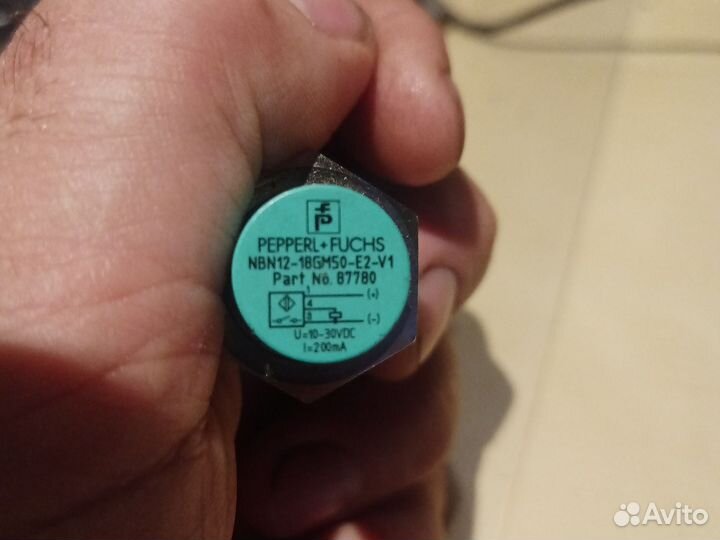 PEPPERL+FUCHS
NBN12-18GM50-E2-V1
Part No. 87780
1 (+)
4
3 (-)
U=10-30VDC
I=200mA
Avito